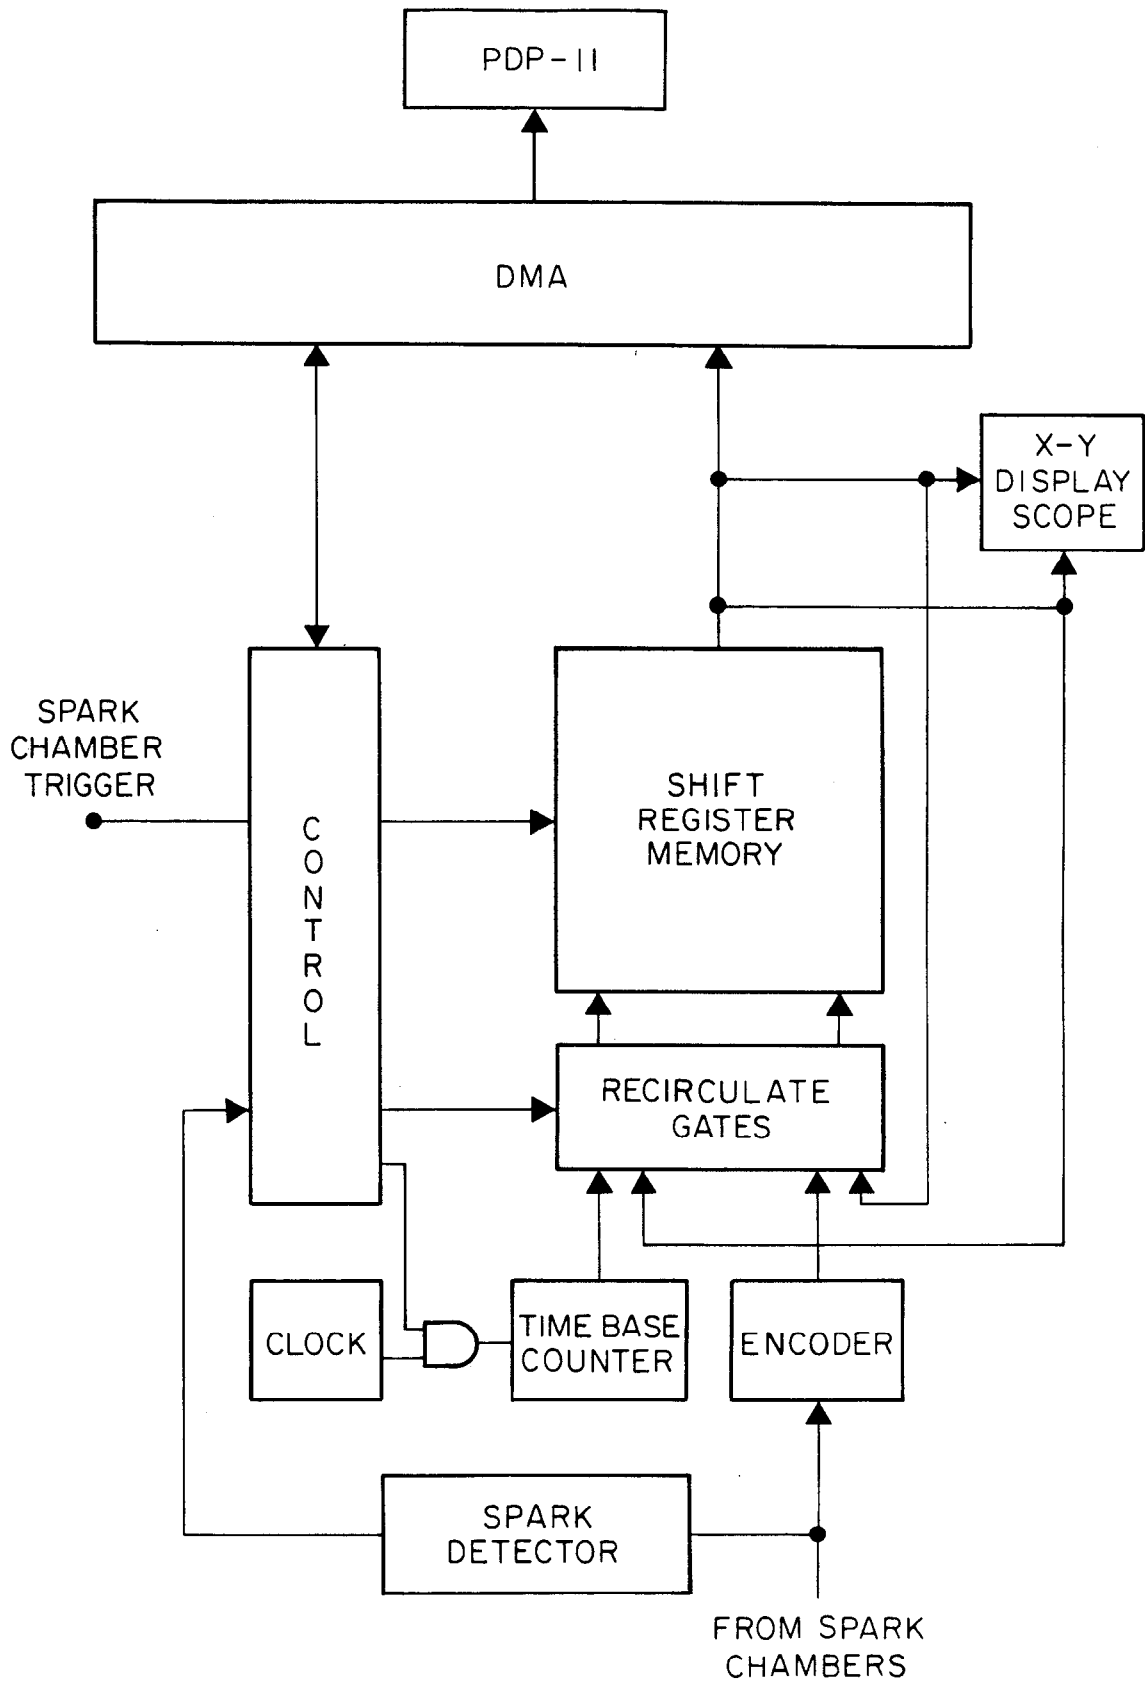 PDP-11
DMA
X-Y
DISPLAY
SCOPE
SPARK
CHAMBER
TRIGGER
CONTROL
SHIFT
REGISTER
MEMORY
RECIRCULATE
GATES
CLOCK
TIME BASE
COUNTER
ENCODER
SPARK
DETECTOR
FROM SPARK
CHAMBERS